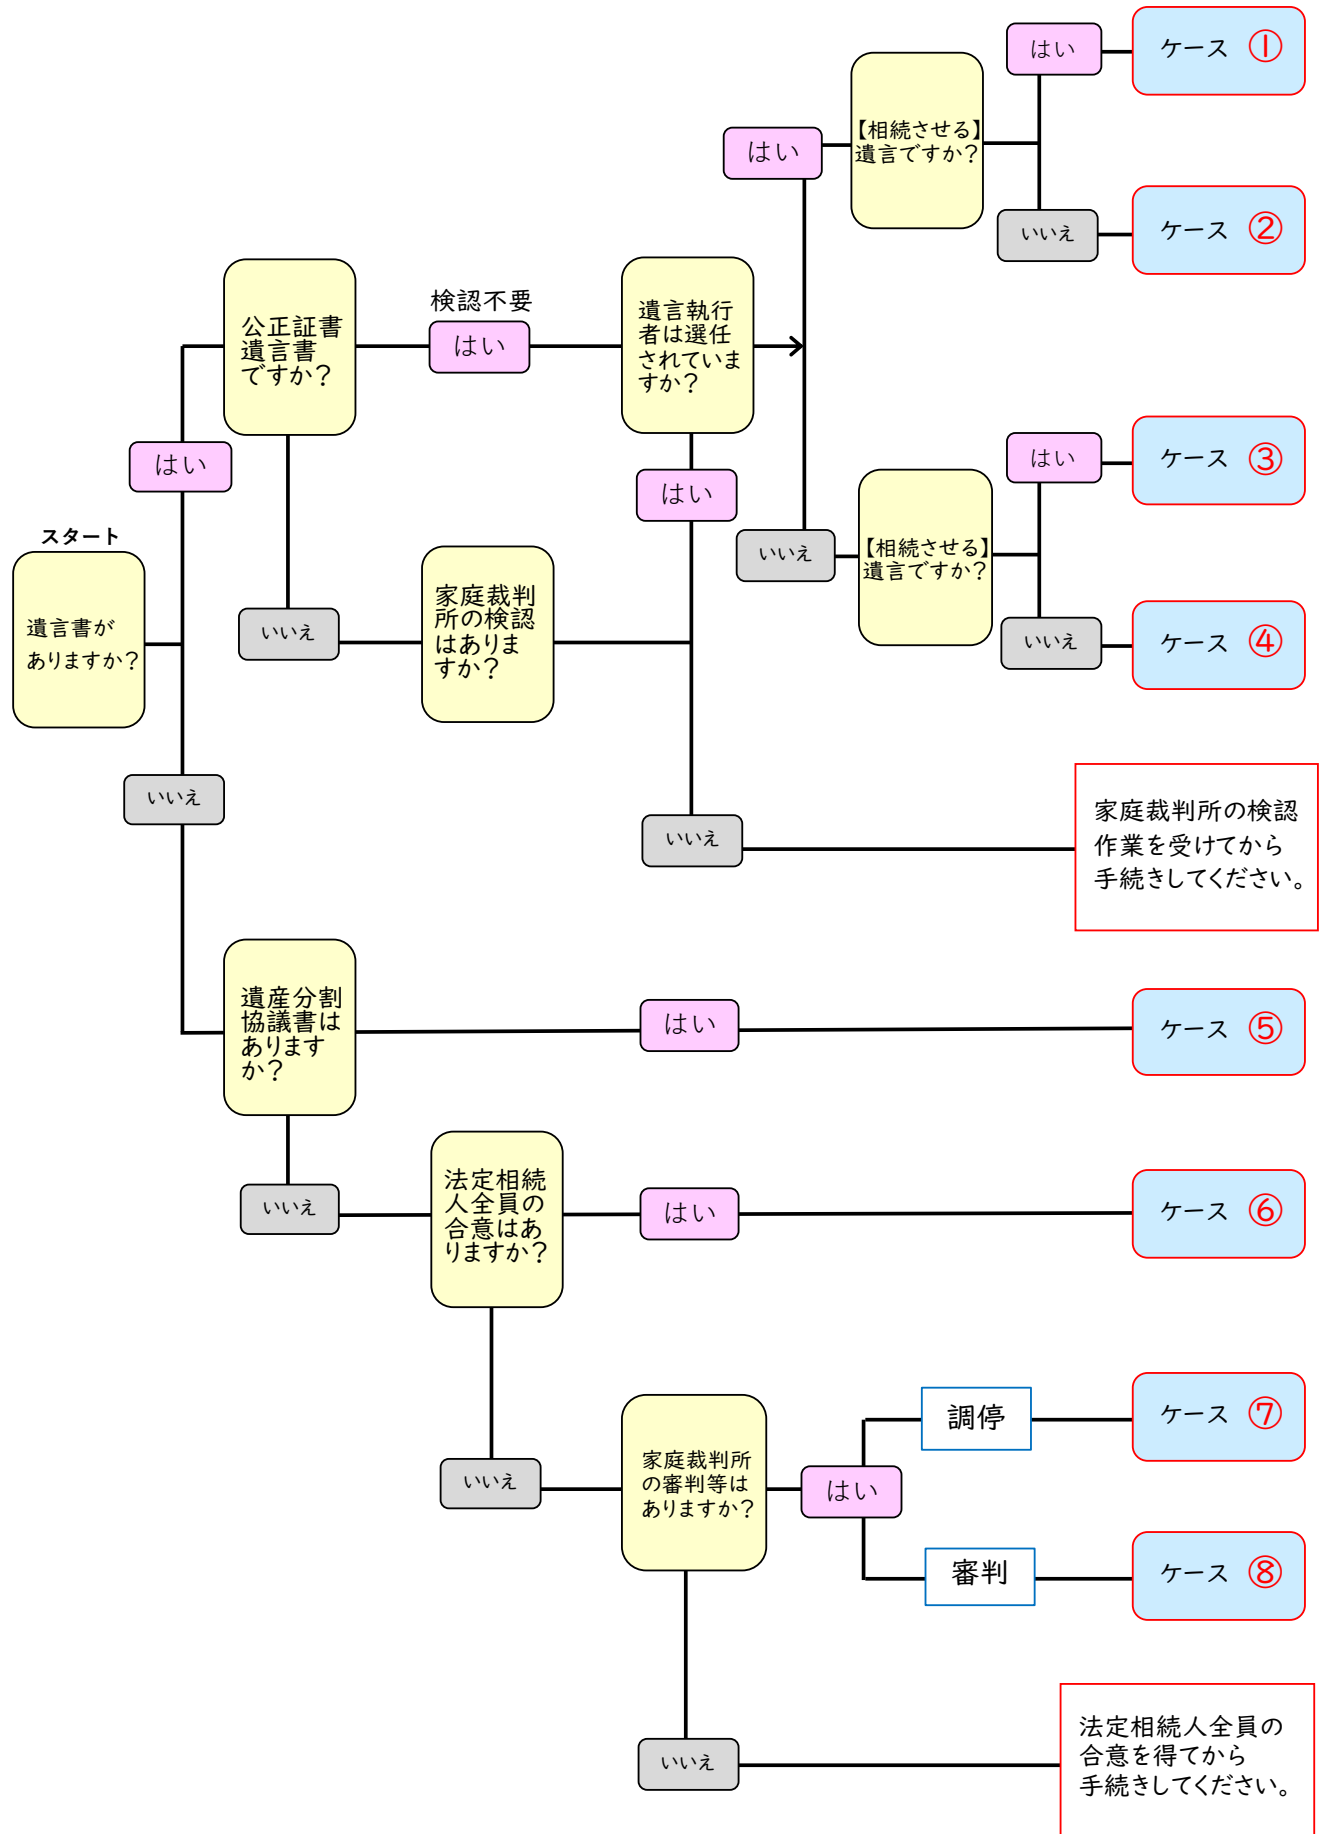 はい
ケース ①
【相続させる】
遺言ですか？
はい
いいえ
ケース ②
公正証書
遺言書
ですか？
検認不要
はい
遺言執行
者は選任
されていま
すか？
はい
ケース ③
はい
はい
【相続させる】
遺言ですか？
いいえ
スタート
遺言書が
ありますか？
いいえ
家庭裁判
所の検認
はありま
すか？
いいえ
ケース ④
いいえ
いいえ
家庭裁判所の検認
作業を受けてから
手続きしてください。
遺産分割
協議書は
あります
か？
はい
ケース ⑤
いいえ
法定相続
人全員の
合意はあ
りますか？
はい
ケース ⑥
いいえ
家庭裁判所
の審判等は
ありますか？
はい
調停
ケース ⑦
審判
ケース ⑧
いいえ
法定相続人全員の
合意を得てから
手続きしてください。